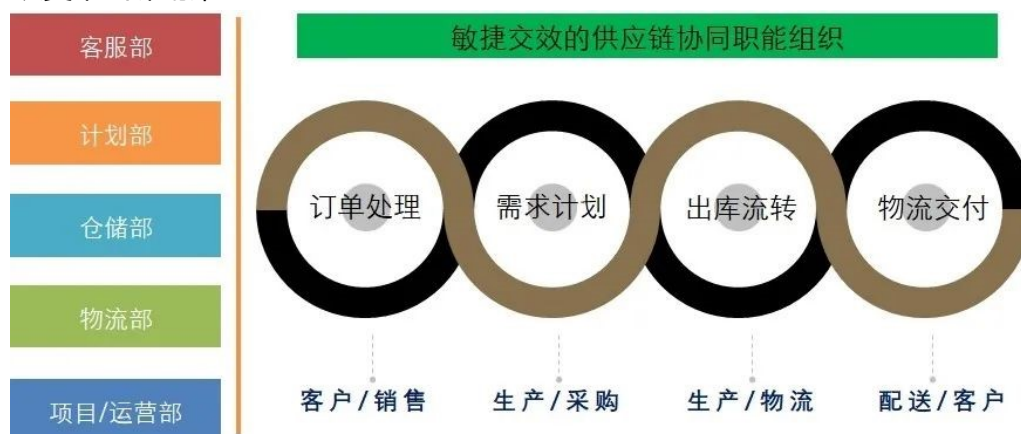 客服部
计划部
仓储部
物流部
项目/运营部
敏捷交效的供应链协同职能组织
订单处理
需求计划
出库流转
物流交付
客户/销售
生产/采购
生产/物流
配送/客户